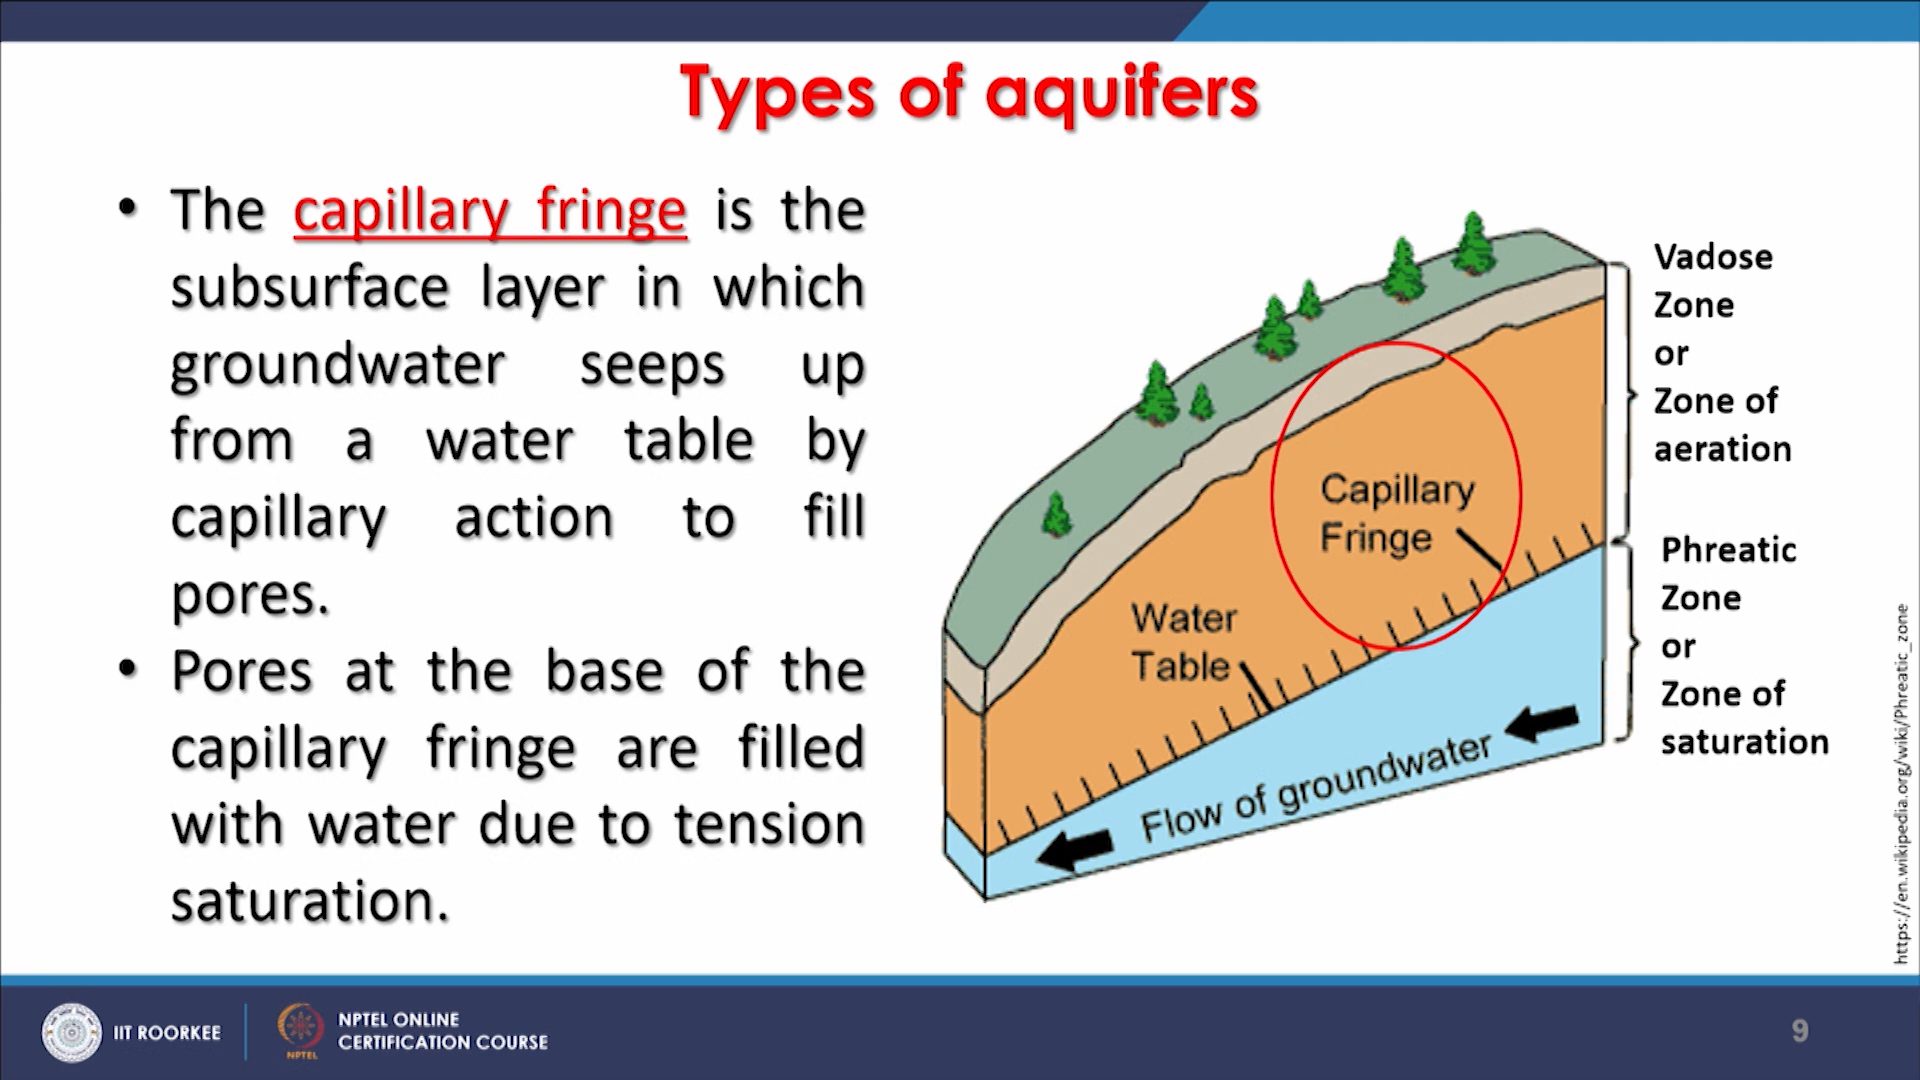 Types of aquifers
• The capillary fringe is the
subsurface layer in which
groundwater seeps up
from a water table by
capillary action to fill
pores.
• Pores at the base of the
capillary fringe are filled
with water due to tension
saturation.
Vadose
Zone
or
Zone of
aeration
Capillary
Fringe
Water
Table
Phreatic
Zone
or
Zone of
saturation
Flow of groundwater
https://en.wikipedia.org/wiki/Phreatic_zone
IIT ROORKEE
NPTEL
NPTEL ONLINE
CERTIFICATION COURSE
9